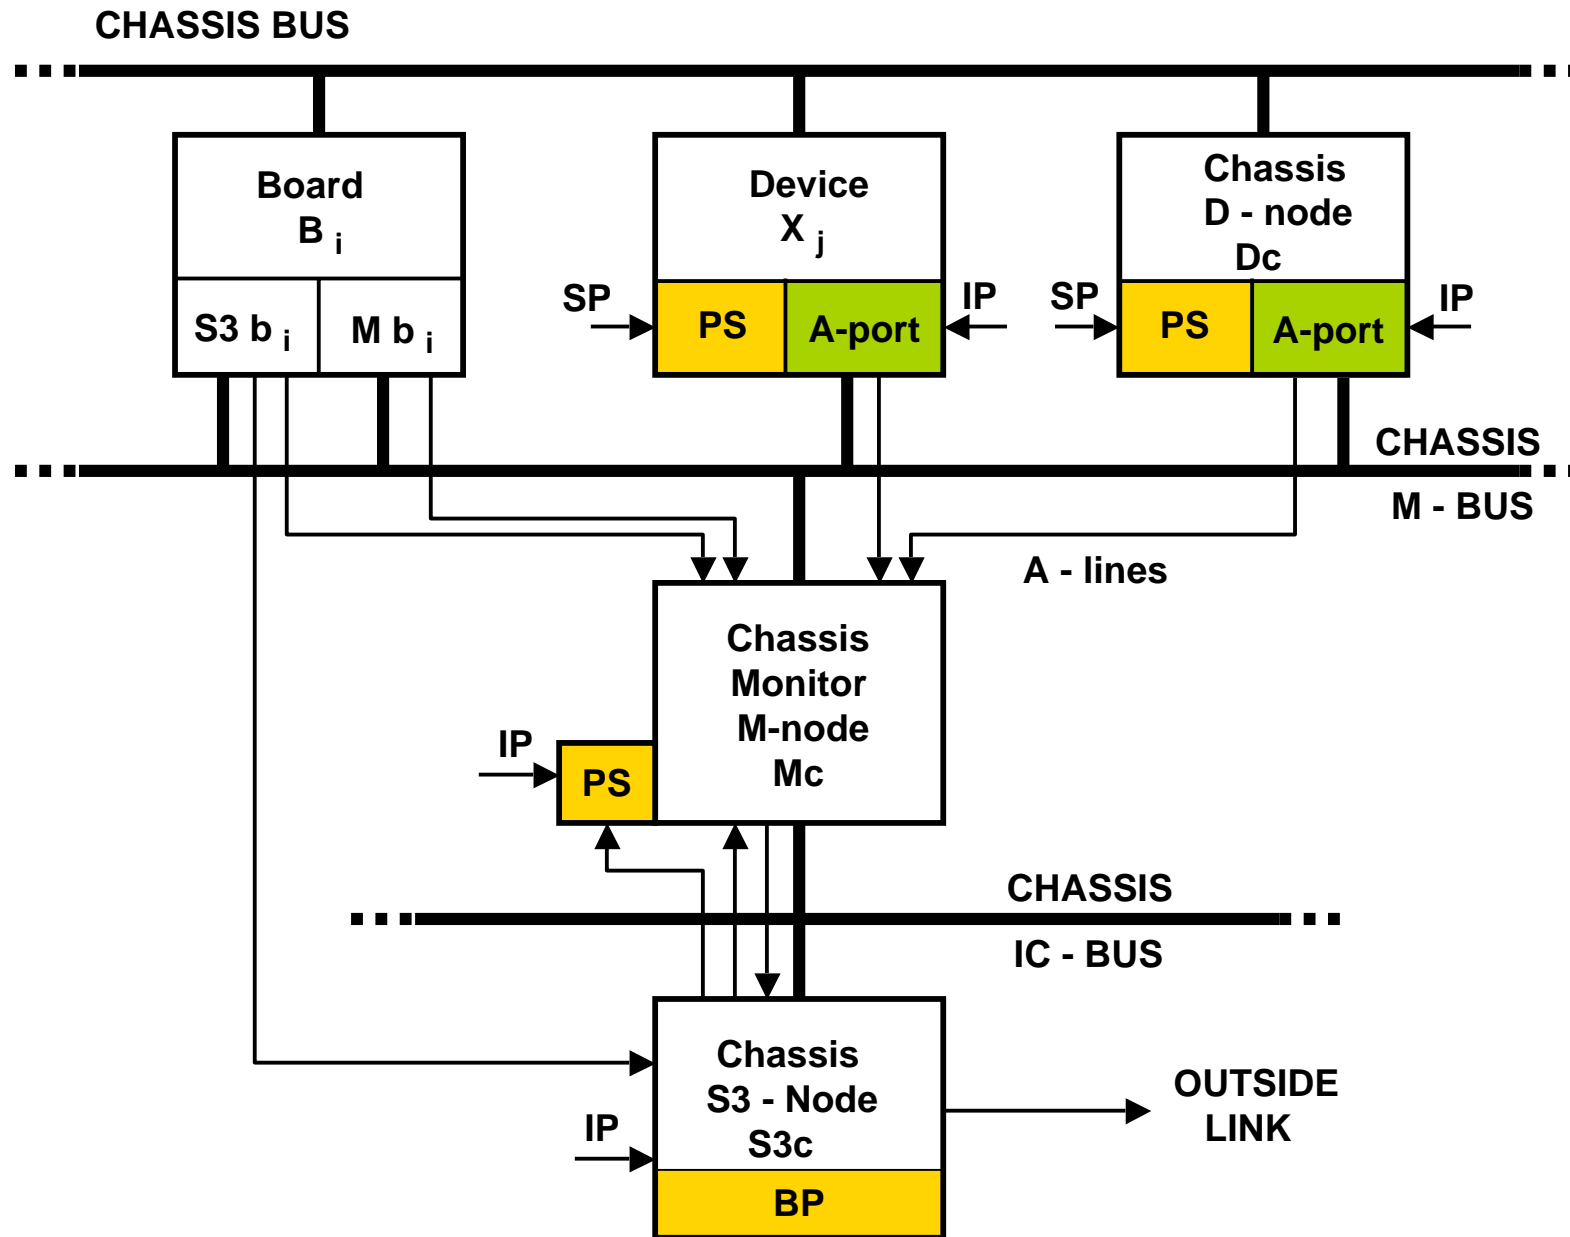 CHASSIS BUS
Board
B i
S3 b i
M b i
Device
X j
SP
PS
A-port
IP
Chassis
D - node
Dc
SP
PS
A-port
IP
CHASSIS
M - BUS
A - lines
Chassis
Monitor
M-node
Mc
IP
PS
CHASSIS
IC - BUS
Chassis
S3 - Node
S3c
IP
BP
OUTSIDE
LINK